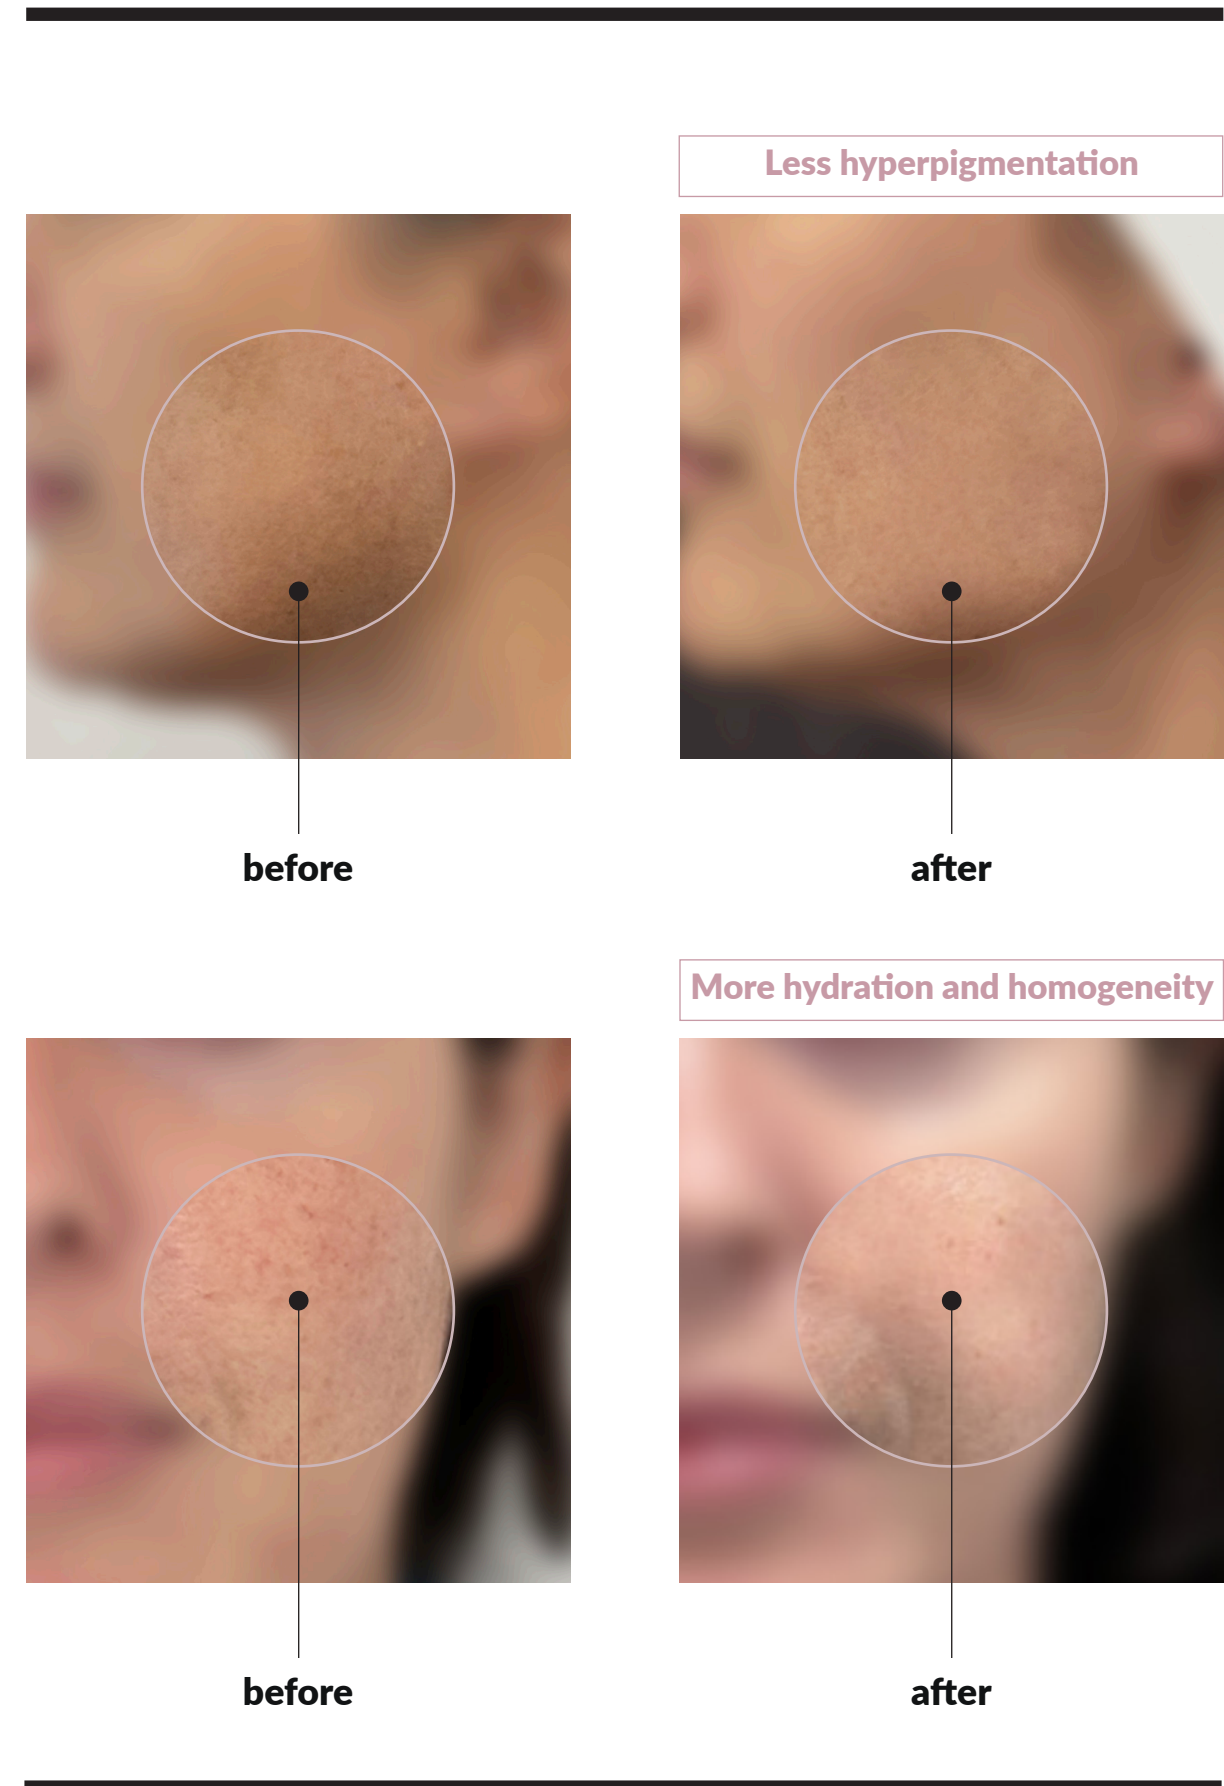 Less hyperpigmentation
before
after
More hydration and homogeneity
before
after